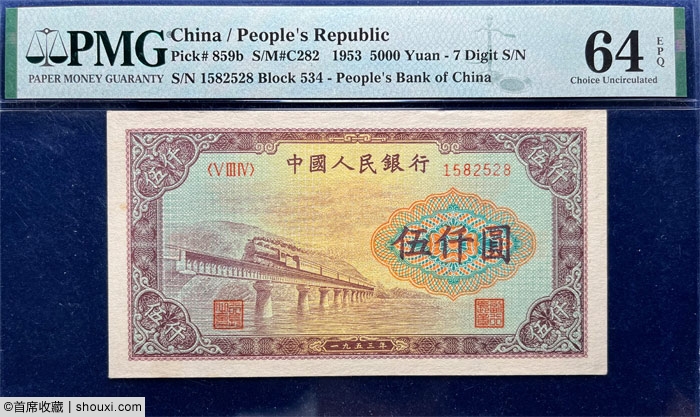 PMG
PAPER MONEY GUARANTY
China / People's Republic
Pick# 859b S/M#C282 1953 5000 Yuan - 7 Digit S/N
S/N 1582528 Block 534 - People's Bank of China
64 EPQ
Choice Uncirculated
伍仟
伍仟
中國人民銀行
〈V III IV〉
1582528
伍仟圓
伍仟
一九五三年
伍仟
©首席收藏 | shouxi.com